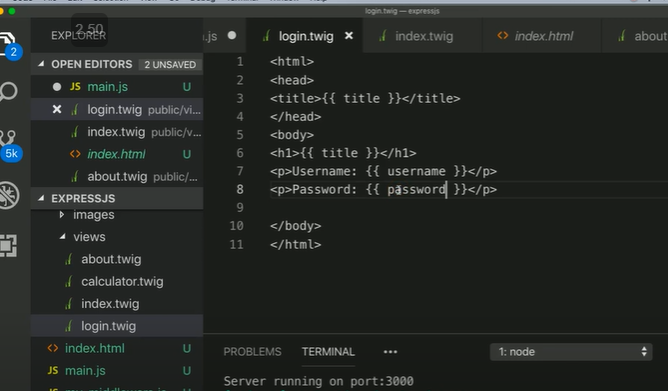 login.twig — expressjs
2.50
EXPLORER
.js
login.twig
index.twig
index.html
about
2
OPEN EDITORS
2 UNSAVED
JS main.js U
login.twig public/vi...
index.twig public/v...
index.html U
about.twig public/v...
5k
EXPRESSJS
images
views
about.twig
calculator.twig
index.twig
login.twig
index.html U
JS main.js U
1 <html>
2 <head>
3 <title>{{ title }}</title>
4 </head>
5 <body>
6 <h1>{{ title }}</h1>
7 <p>Username: {{ username }}</p>
8 <p>Password: {{ password }}</p>
9
10 </body>
11 </html>
PROBLEMS
TERMINAL
1: node
Server running on port:3000